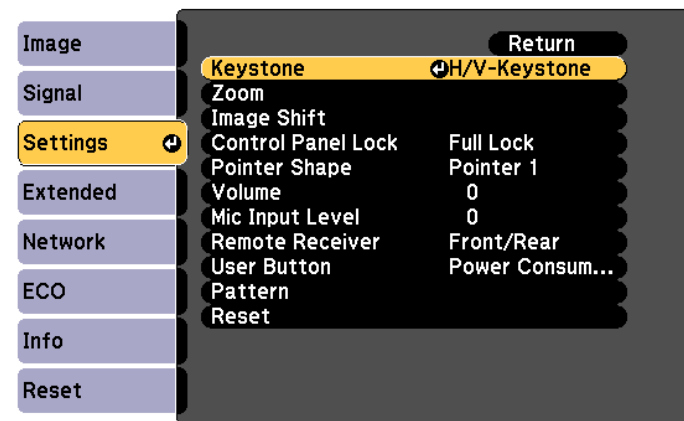 Image
Signal
Settings
Extended
Network
ECO
Info
Reset
Return
Keystone H/V-Keystone
Zoom
Image Shift
Control Panel Lock Full Lock
Pointer Shape Pointer 1
Volume 0
Mic Input Level 0
Remote Receiver Front/Rear
User Button Power Consum...
Pattern
Reset